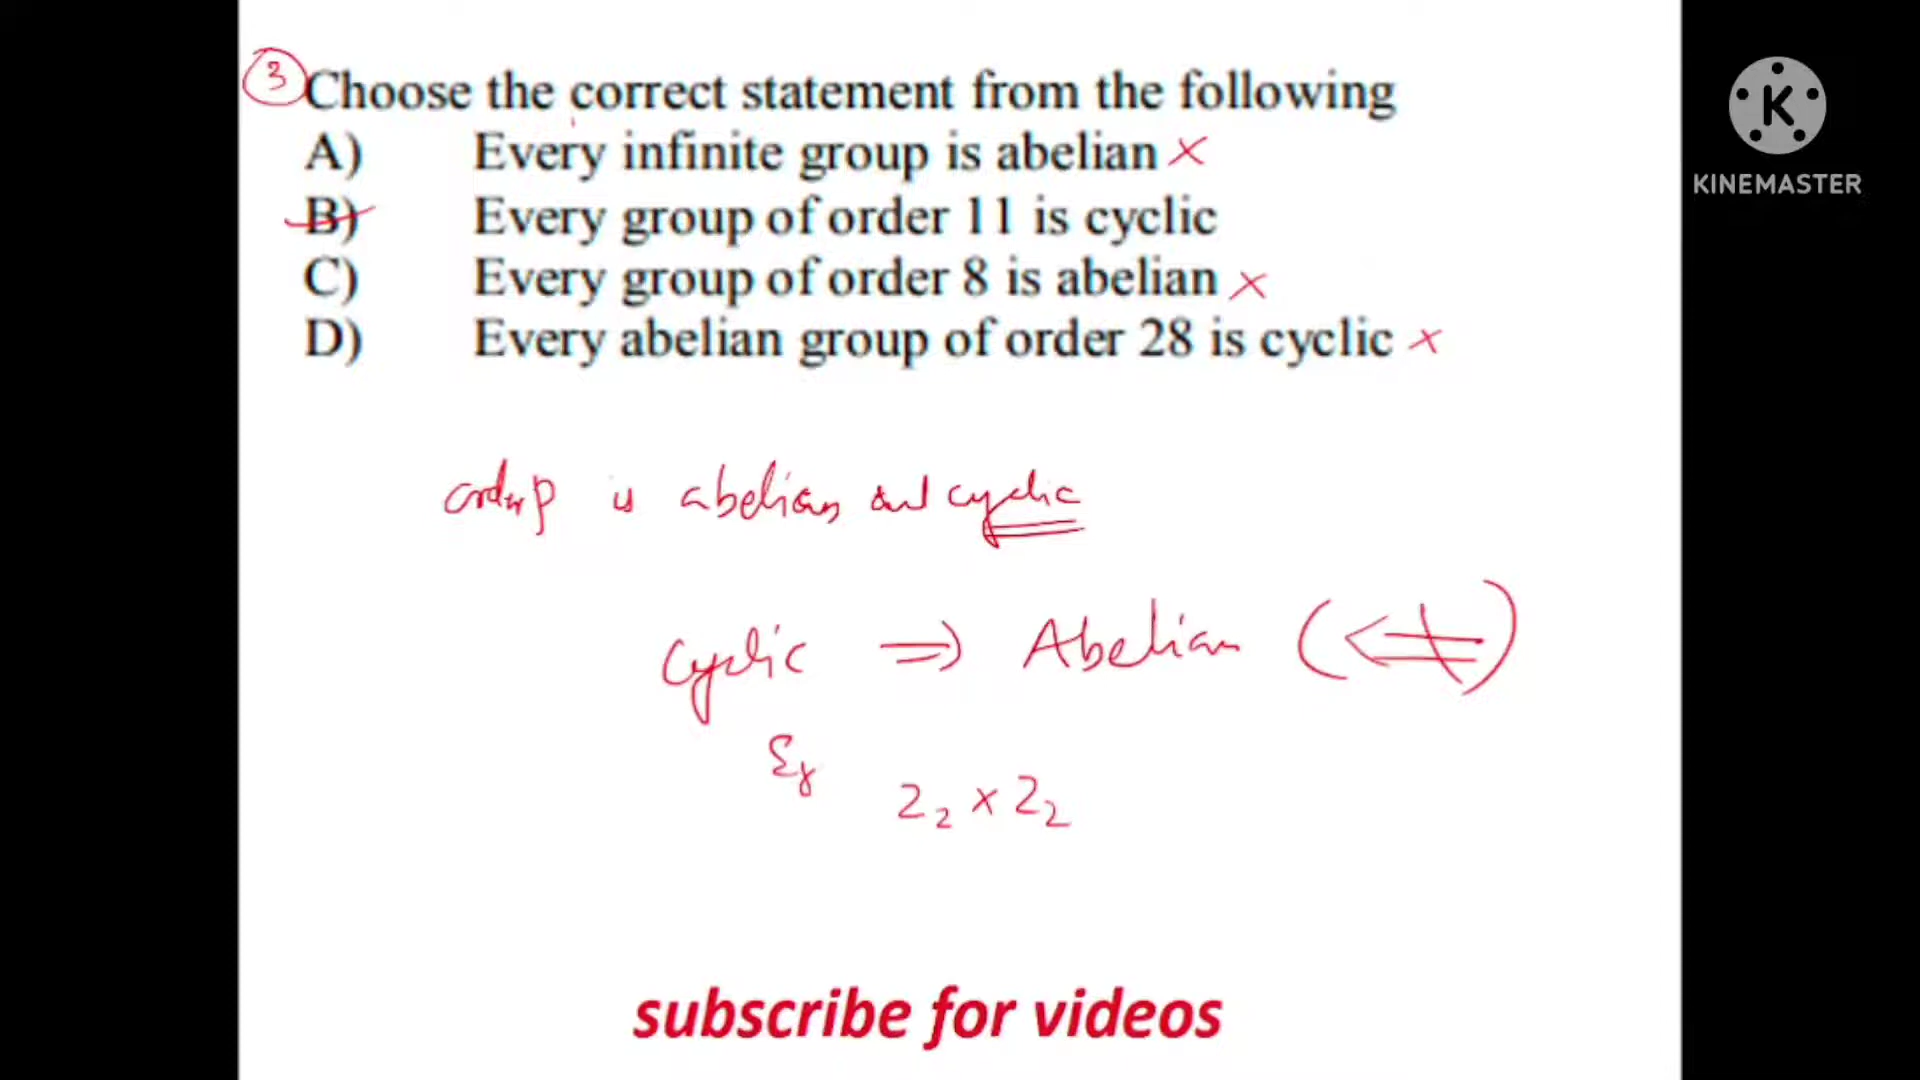 3 Choose the correct statement from the following
A) Every infinite group is abelian ×
B) Every group of order 11 is cyclic
C) Every group of order 8 is abelian ×
D) Every abelian group of order 28 is cyclic ×
order p is abelian and cyclic
Cyclic ⇒ Abelian (⇍)
Ex
Z₂ × Z₂
subscribe for videos
K
KINEMASTER